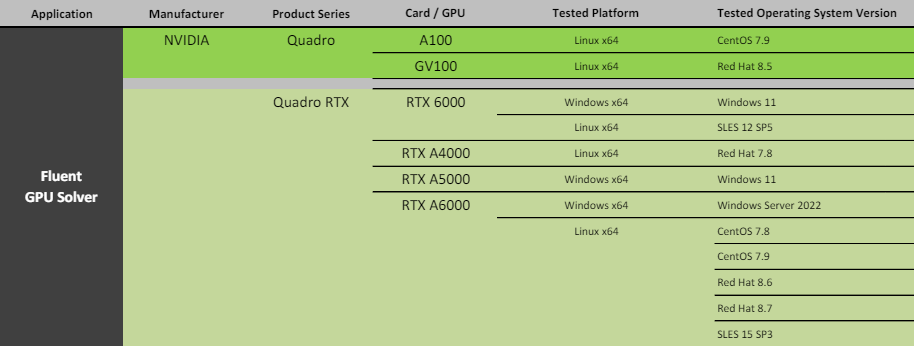 Application Manufacturer Product Series Card / GPU Tested Platform Tested Operating System Version
NVIDIA Quadro A100 Linux x64 CentOS 7.9
GV100 Linux x64 Red Hat 8.5
Quadro RTX RTX 6000 Windows x64 Windows 11
Linux x64 SLES 12 SP5
RTX A4000 Linux x64 Red Hat 7.8
Fluent
GPU Solver
RTX A5000 Windows x64 Windows 11
RTX A6000 Windows x64 Windows Server 2022
Linux x64 CentOS 7.8
CentOS 7.9
Red Hat 8.6
Red Hat 8.7
SLES 15 SP3